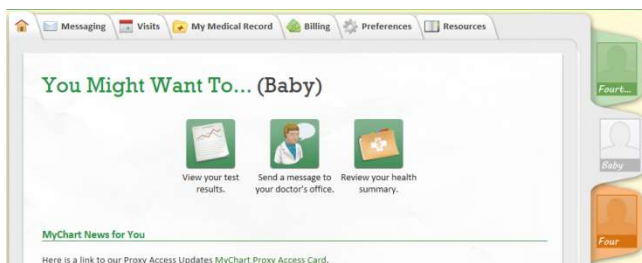 Messaging Visits My Medical Record Billing Preferences Resources
You Might Want To... (Baby)
View your test results.
Send a message to your doctor's office.
Review your health summary.
MyChart News for You
Here is a link to our Proxy Access Updates MyChart Proxy Access Card.
Fourt...
Baby
Four